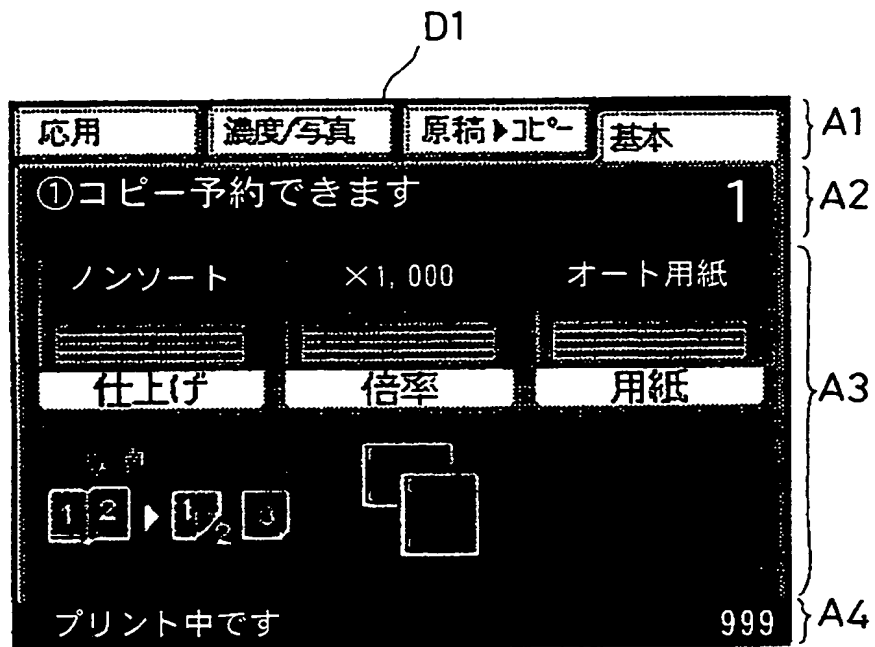 D1
応用 濃度/写真 原稿▶コピー 基本 A1
①コピー予約できます 1 A2
ノンソート ×1,000 オート用紙
仕上げ 倍率 用紙 A3
1 2 ▶ 1 2 3
プリント中です 999 A4